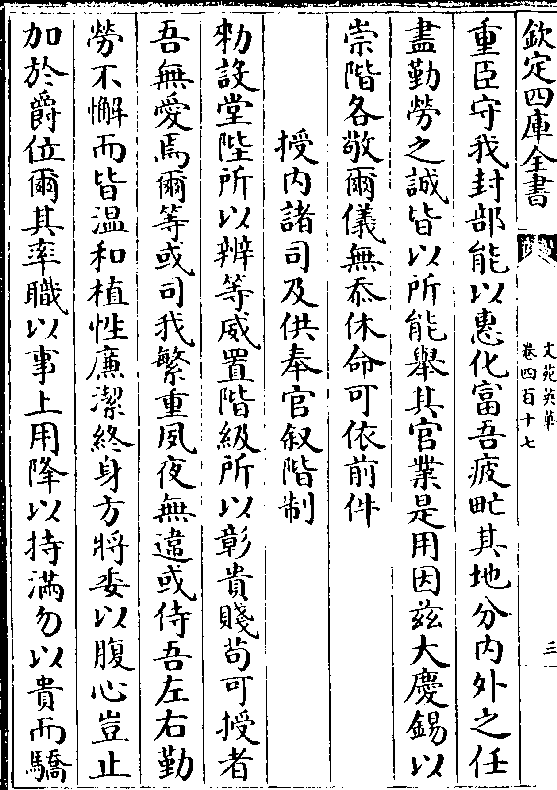 欽定四庫全書
文苑英華
卷四百十七
三
重臣守我封部能以惠化富吾疲甿其地分内外之任
盡勤勞之誠皆以所能舉其官業是用因兹大慶錫以
崇階各敬爾儀無忝休命可依前件
授内諸司及供奉官叙階制
勅設堂陛所以辨等威置階級所以彰貴賤苟可授者
吾無愛焉爾等或司我繁重夙夜無違或侍吾左右勤
勞不懈而皆温和植性廉潔終身方將委以腹心豈止
加於爵位爾其率職以事上用降以持滿勿以貴而驕